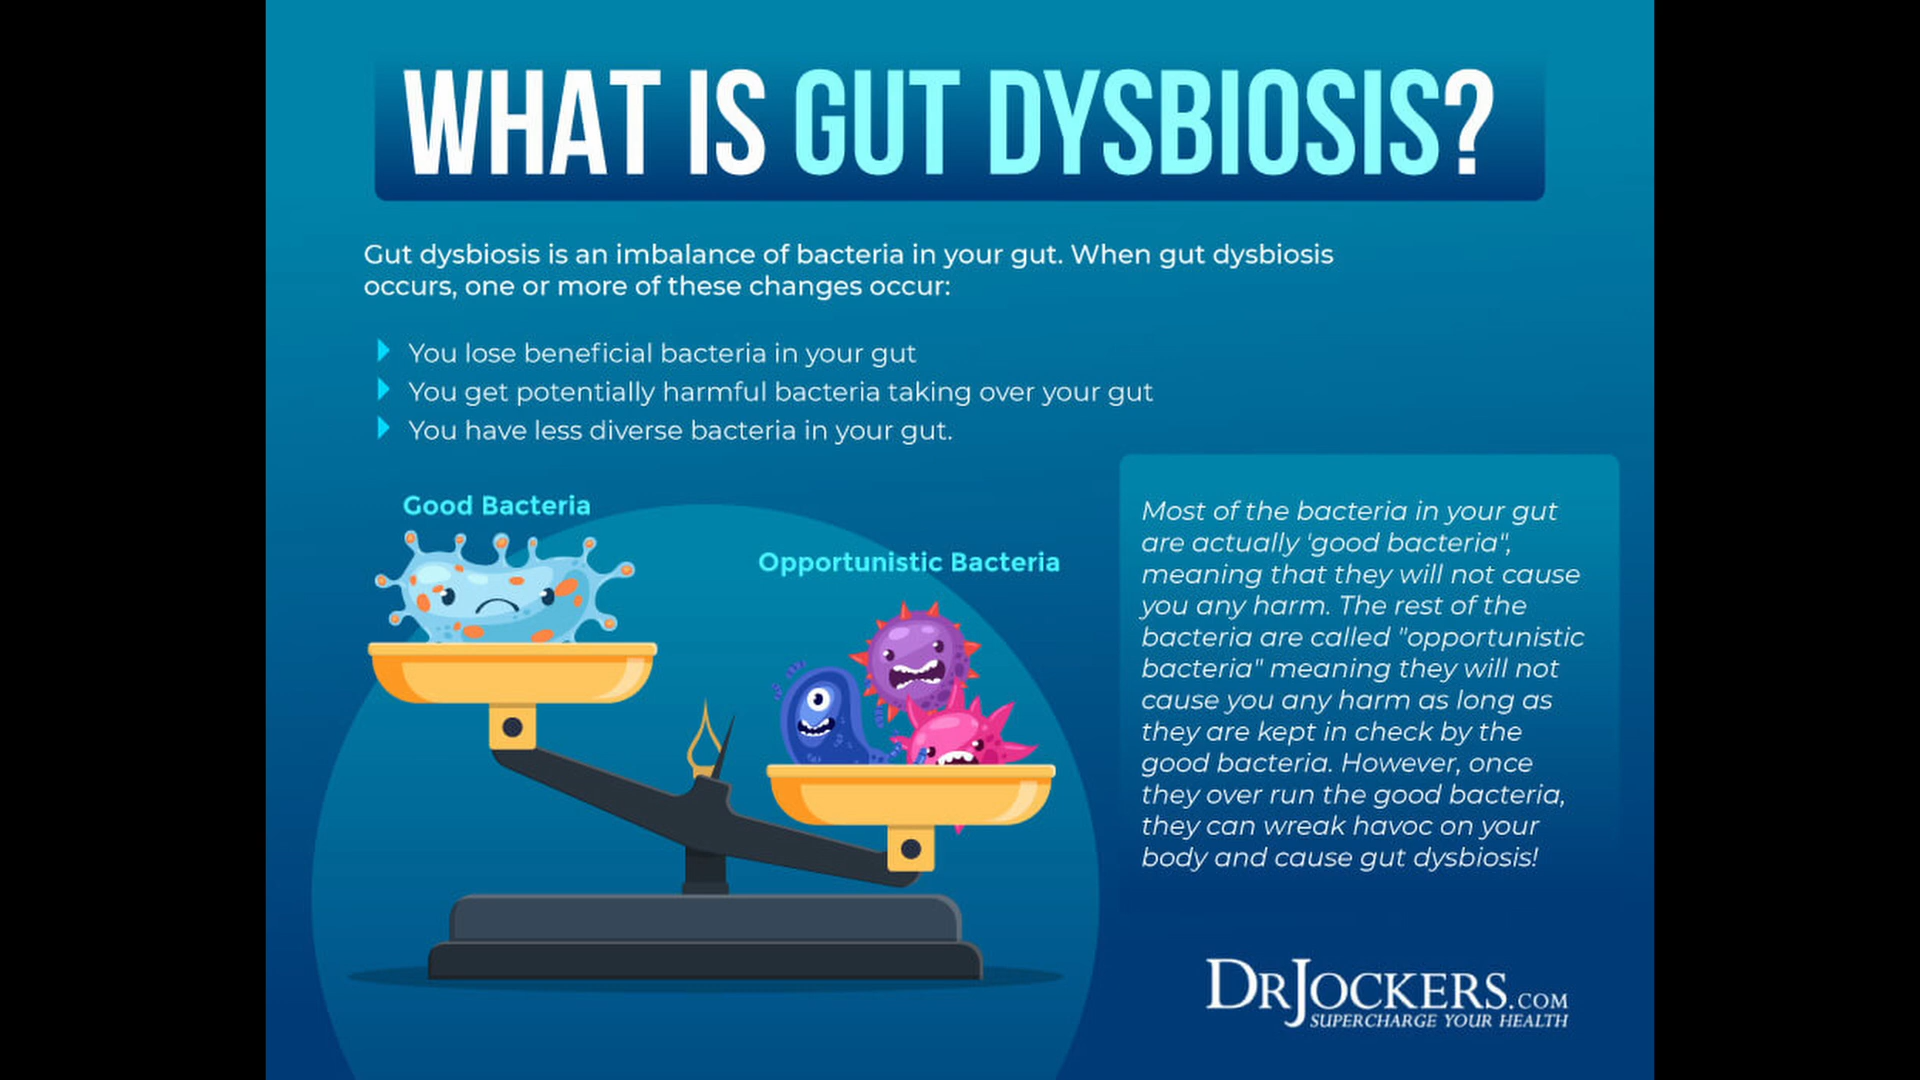 WHAT IS GUT DYSBIOSIS?
Gut dysbiosis is an imbalance of bacteria in your gut. When gut dysbiosis
occurs, one or more of these changes occur:
You lose beneficial bacteria in your gut
You get potentially harmful bacteria taking over your gut
You have less diverse bacteria in your gut.
Good Bacteria
Opportunistic Bacteria
Most of the bacteria in your gut
are actually 'good bacteria",
meaning that they will not cause
you any harm. The rest of the
bacteria are called "opportunistic
bacteria" meaning they will not
cause you any harm as long as
they are kept in check by the
good bacteria. However, once
they over run the good bacteria,
they can wreak havoc on your
body and cause gut dysbiosis!
DRJOCKERS.COM
SUPERCHARGE YOUR HEALTH